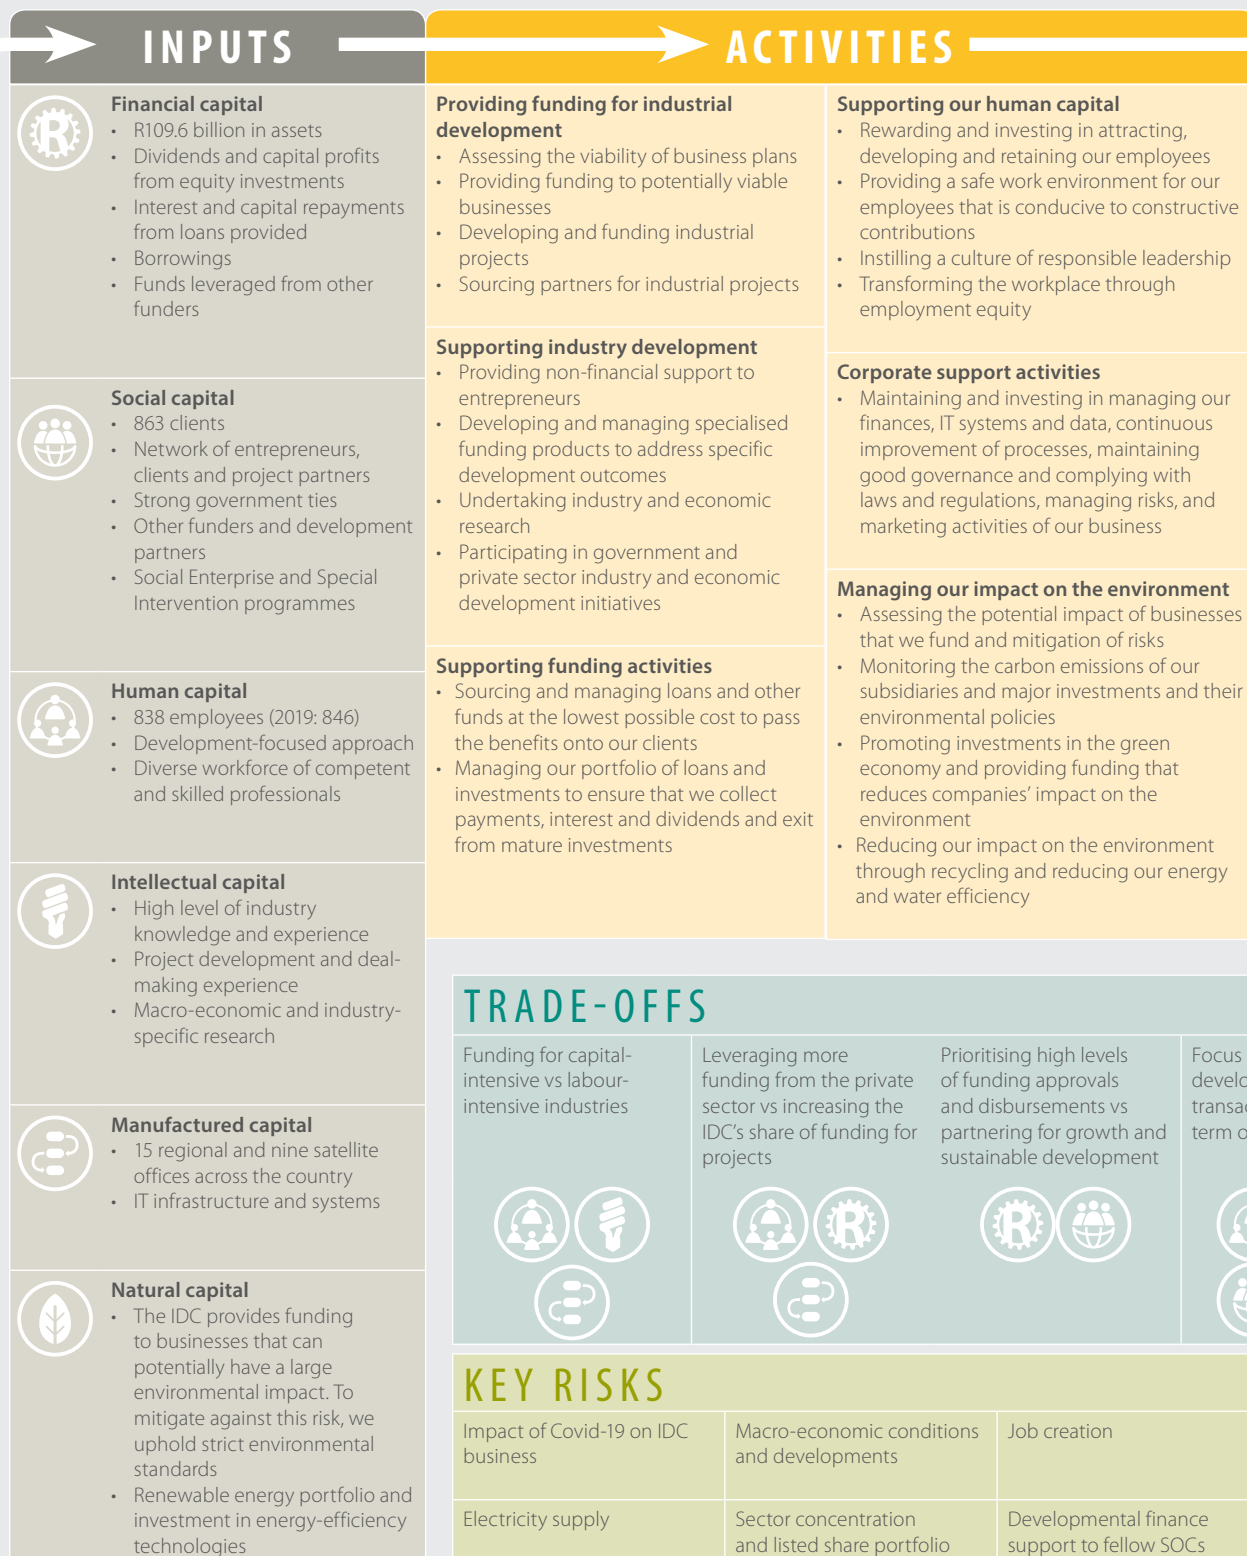 INPUTS
Financial capital
• R109.6 billion in assets
• Dividends and capital profits
from equity investments
• Interest and capital repayments
from loans provided
• Borrowings
• Funds leveraged from other
funders
Social capital
• 863 clients
• Network of entrepreneurs,
clients and project partners
• Strong government ties
• Other funders and development
partners
• Social Enterprise and Special
Intervention programmes
Human capital
• 838 employees (2019: 846)
• Development-focused approach
• Diverse workforce of competent
and skilled professionals
Intellectual capital
• High level of industry
knowledge and experience
• Project development and deal-
making experience
• Macro-economic and industry-
specific research
Manufactured capital
• 15 regional and nine satellite
offices across the country
• IT infrastructure and systems
Natural capital
• The IDC provides funding
to businesses that can
potentially have a large
environmental impact. To
mitigate against this risk, we
uphold strict environmental
standards
• Renewable energy portfolio and
investment in energy-efficiency
technologies
ACTIVITIES
Providing funding for industrial
development
• Assessing the viability of business plans
• Providing funding to potentially viable
businesses
• Developing and funding industrial
projects
• Sourcing partners for industrial projects
Supporting industry development
• Providing non-financial support to
entrepreneurs
• Developing and managing specialised
funding products to address specific
development outcomes
• Undertaking industry and economic
research
• Participating in government and
private sector industry and economic
development initiatives
Supporting funding activities
• Sourcing and managing loans and other
funds at the lowest possible cost to pass
the benefits onto our clients
• Managing our portfolio of loans and
investments to ensure that we collect
payments, interest and dividends and exit
from mature investments
Supporting our human capital
• Rewarding and investing in attracting,
developing and retaining our employees
• Providing a safe work environment for our
employees that is conducive to constructive
contributions
• Instilling a culture of responsible leadership
• Transforming the workplace through
employment equity
Corporate support activities
• Maintaining and investing in managing our
finances, IT systems and data, continuous
improvement of processes, maintaining
good governance and complying with
laws and regulations, managing risks, and
marketing activities of our business
Managing our impact on the environment
• Assessing the potential impact of businesses
that we fund and mitigation of risks
• Monitoring the carbon emissions of our
subsidiaries and major investments and their
environmental policies
• Promoting investments in the green
economy and providing funding that
reduces companies' impact on the
environment
• Reducing our impact on the environment
through recycling and reducing our energy
and water efficiency
TRADE-OFFS
Funding for capital-
intensive vs labour-
intensive industries
Leveraging more
funding from the private
sector vs increasing the
IDC's share of funding for
projects
Prioritising high levels
of funding approvals
and disbursements vs
partnering for growth and
sustainable development
Focus
term
KEY RISKS
Impact of Covid-19 on IDC
business
Macro-economic conditions
and developments
Job creation
Electricity supply
Sector concentration
and listed share portfolio
Developmental finance
support to fellow SOCs